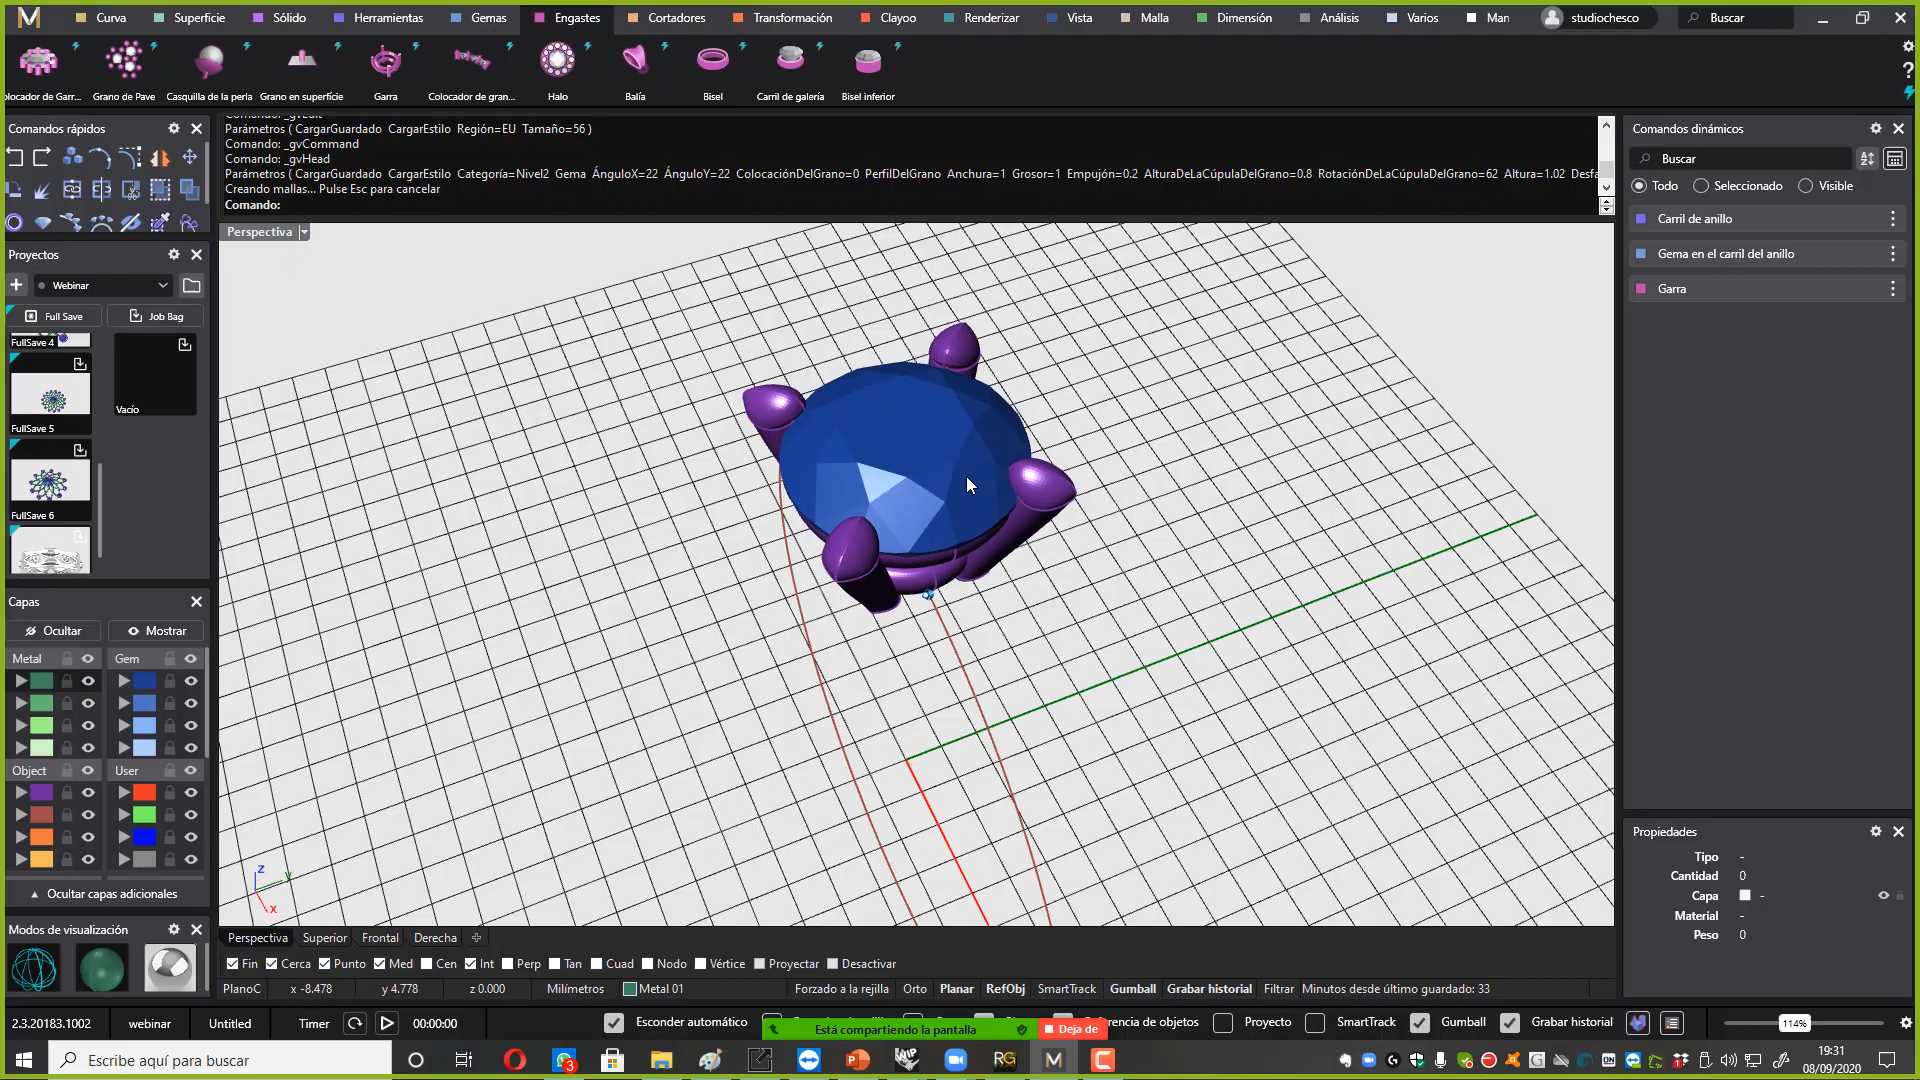 Curva Superficie Sólido Herramientas Gemas Engastes Cortadores Transformación Clayoo Renderizar Vista Malla Dimensión Análisis Varios studiochesco Buscar
Grano de Pave Casquilla de la perla Grano en superfície Garra Colocador de gran... Halo Balía Bisel Carril de galería Bisel inferior
Comandos rápidos
Parámetros ( CargarGuardado CargarEstilo Región=EU Tamaño=56 )
Comando: _gvCommand
Comando: _gvHead
Parámetros ( CargarGuardado CargarEstilo Categoría=Nivel2 Gema ÁnguloX=22 ÁnguloY=22 ColocaciónDelGrano=0 PerfilDelGrano Anchura=1 Grosor=1 Empujón=0.2 AlturaDeLaCúpulaDelGrano=0.8 RotaciónDeLaCúpulaDelGrano=62 Altura=1.02
Creando mallas... Pulse Esc para cancelar
Comando:
Comandos dinámicos
Buscar
Todo Seleccionado Visible
Carril de anillo
Gema en el carril del anillo
Garra
Perspectiva
Proyectos
Webinar
Full Save Job Bag
FullSave 4
Vacío
FullSave 5
FullSave 6
Capas
Ocultar Mostrar
Metal Gem
Object User
Ocultar capas adicionales
Modos de visualización
z
y
x
Propiedades
Tipo -
Cantidad 0
Capa -
Material -
Peso 0
Perspectiva Superior Frontal Derecha
Fin Cerca Punto Med Cen Int Perp Tan Cuad Nodo Vértice Proyectar Desactivar
PlanoC x -8.478 y 4.778 z 0.000 Milímetros Metal 01 Forzado a la rejilla Orto Planar RefObj SmartTrack Gumball Grabar historial Filtrar Minutos desde último guardado: 33
2.3.20183.1002 webinar Untitled Timer 00:00:00 Esconder automático Está compartiendo la pantalla Deja de Proyecto SmartTrack Gumball Grabar historial 114%
Escribe aquí para buscar
19:31
08/09/2020